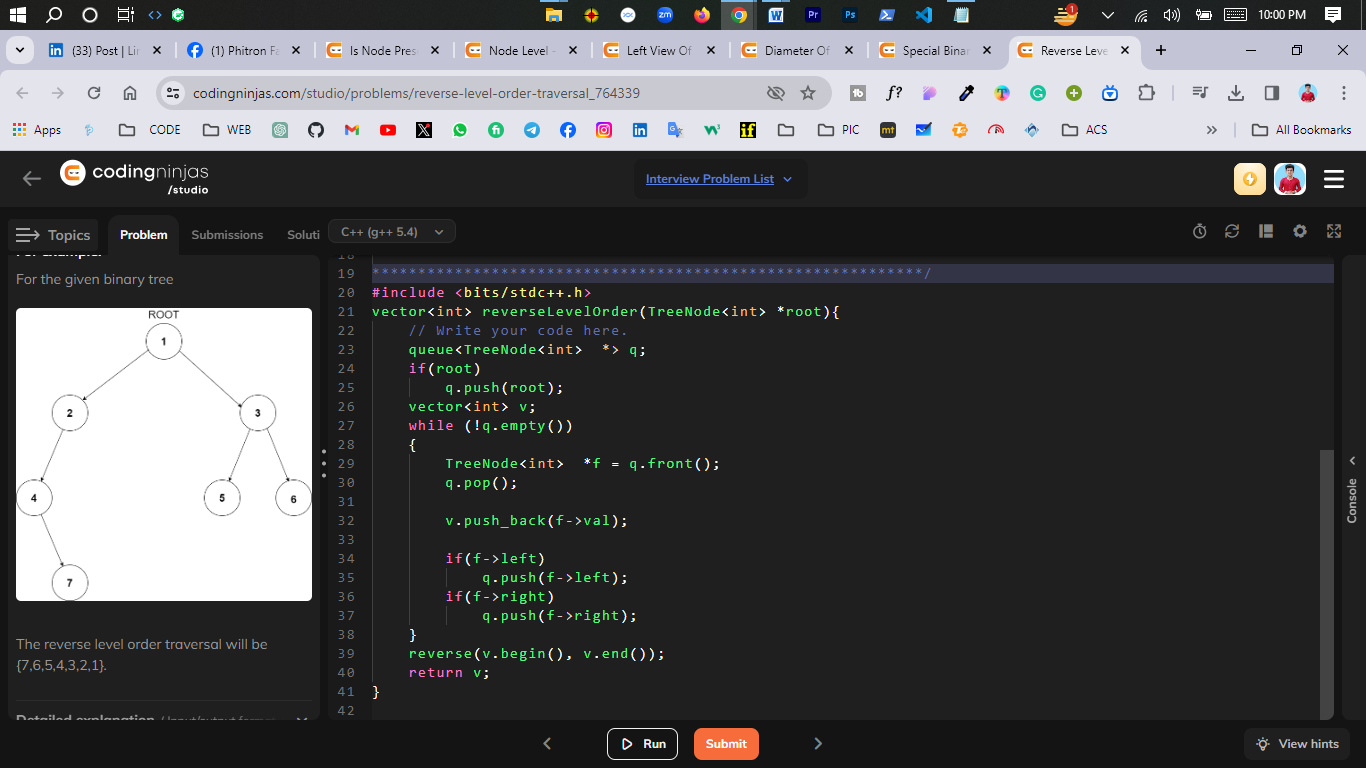 10:00 PM
1
(33) Post | Lin
(1) Phitron Fa
Is Node Pres
Node Level -
Left View Of
Diameter Of
Special Bina
Reverse Leve
codingninjas.com/studio/problems/reverse-level-order-traversal_764339
Apps
CODE
WEB
PIC
ACS
All Bookmarks
codingninjas
/studio
Interview Problem List
Topics
Problem
Submissions
Soluti
C++ (g++ 5.4)
For example:
For the given binary tree
ROOT
1
2
3
4
5
6
7
The reverse level order traversal will be
{7,6,5,4,3,2,1}.
Detailed explanation
18
19 ************************************************************/
20 #include <bits/stdc++.h>
21 vector<int> reverseLevelOrder(TreeNode<int> *root){
22 // Write your code here.
23 queue<TreeNode<int>  *> q;
24 if(root)
25 q.push(root);
26 vector<int> v;
27 while (!q.empty())
28 {
29 TreeNode<int>  *f = q.front();
30 q.pop();
31
32 v.push_back(f->val);
33
34 if(f->left)
35 q.push(f->left);
36 if(f->right)
37 q.push(f->right);
38 }
39 reverse(v.begin(), v.end());
40 return v;
41 }
42
Console
Run
Submit
View hints